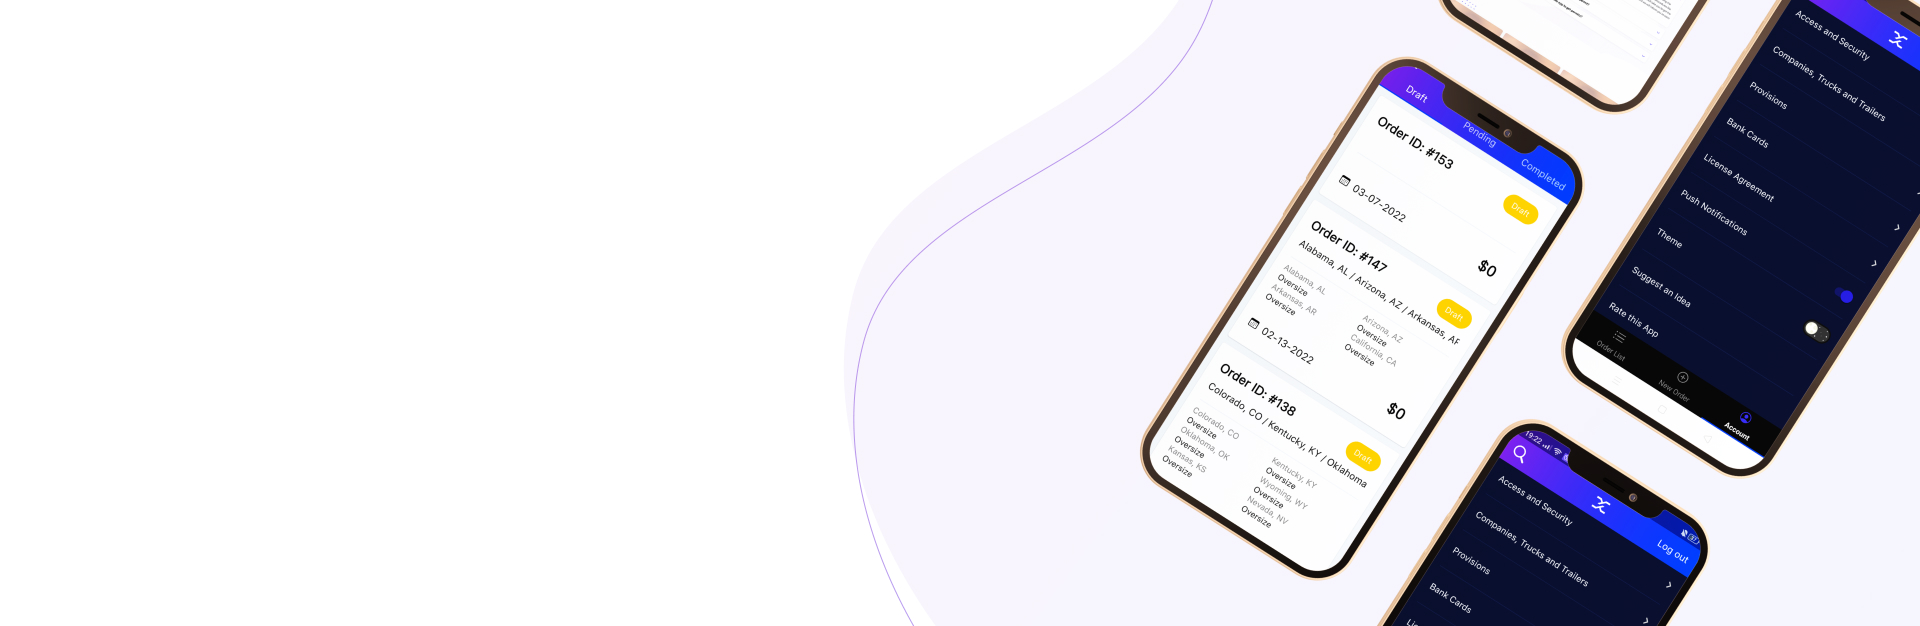 Draft
Pending
Completed
Order ID: #153
03-07-2022
Draft
$0
Order ID: #147
Alabama, AL / Arizona, AZ / Arkansas, AR
Draft
Alabama, AL
Oversize
Arkansas, AR
Oversize
Arizona, AZ
Oversize
California, CA
Oversize
02-13-2022
$0
Order ID: #138
Colorado, CO / Kentucky, KY / Oklahoma
Draft
Colorado, CO
Oversize
Oklahoma, OK
Oversize
Kansas, KS
Oversize
Kentucky, KY
Oversize
Wyoming, WY
Oversize
Nevada, NV
Oversize
Access and Security
Companies, Trucks and Trailers
Provisions
Bank Cards
License Agreement
Push Notifications
Theme
Suggest an Idea
Rate this App
Order List
New Order
Account
19:22
Log out
Access and Security
Companies, Trucks and Trailers
Provisions
Bank Cards